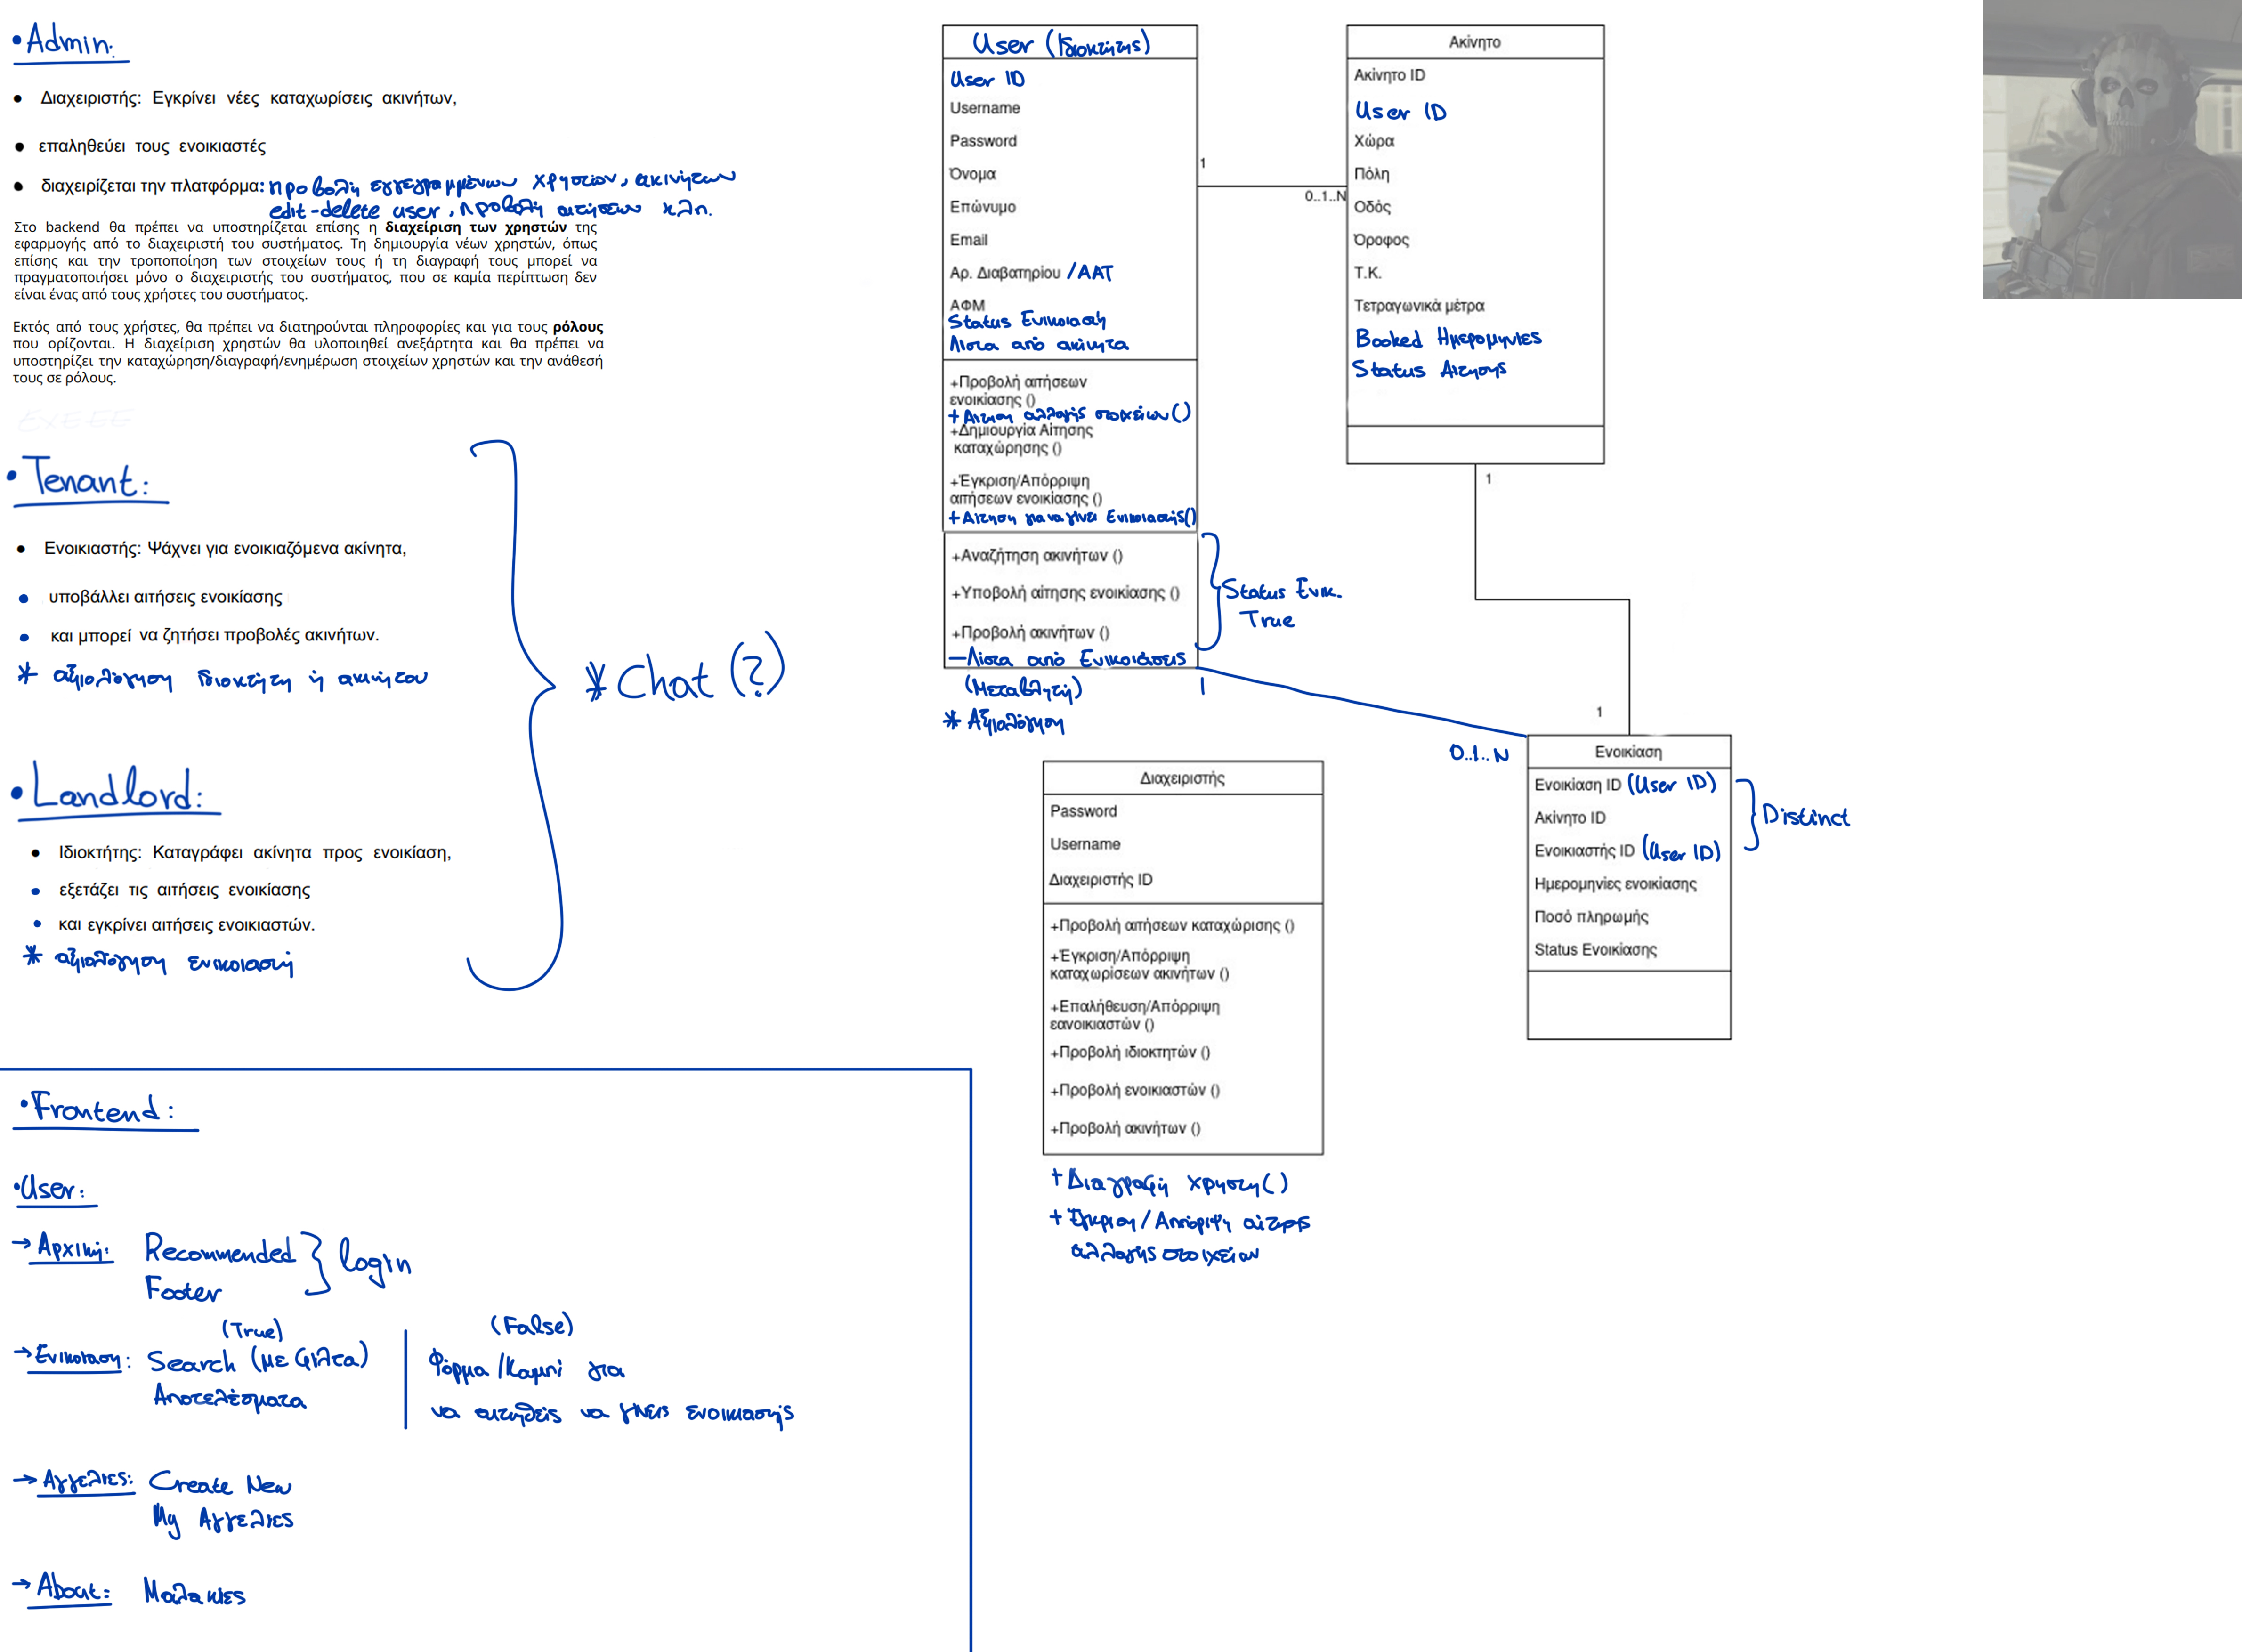 •Admin:
• Διαχειριστής: Εγκρίνει νέες καταχωρίσεις ακινήτων,
• επαληθεύει τους ενοικιαστές
• διαχειρίζεται την πλατφόρμα: προβολή εγγεγραμμένων χρηστών, ακινήτων
edit-delete user, προβολή αιτήσεων κλπ.
Στο backend θα πρέπει να υποστηρίζεται επίσης η διαχείριση των χρηστών της
εφαρμογής από το διαχειριστή του συστήματος. Τη δημιουργία νέων χρηστών, όπως
επίσης και την τροποποίηση των στοιχείων τους ή τη διαγραφή τους μπορεί να
πραγματοποιήσει μόνο ο διαχειριστής του συστήματος, που σε καμία περίπτωση δεν
είναι ένας από τους χρήστες του συστήματος.
Εκτός από τους χρήστες, θα πρέπει να διατηρούνται πληροφορίες και για τους ρόλους
που ορίζονται. Η διαχείριση χρηστών θα υλοποιηθεί ανεξάρτητα και θα πρέπει να
υποστηρίζει την καταχώρηση/διαγραφή/ενημέρωση στοιχείων χρηστών και την ανάθεσή
τους σε ρόλους.
•Tenant:
• Ενοικιαστής: Ψάχνει για ενοικιαζόμενα ακίνητα,
• υποβάλλει αιτήσεις ενοικίασης
• και μπορεί να ζητήσει προβολές ακινήτων.
* αξιολόγηση ιδιοκτήτη ή ακινήτου
* Chat (?)
•Landlord:
• Ιδιοκτήτης: Καταγράφει ακίνητα προς ενοικίαση,
• εξετάζει τις αιτήσεις ενοικίασης
• και εγκρίνει αιτήσεις ενοικιαστών.
* αξιολόγηση ενικοιαστή
•Frontend:
•User:
→Αρχική: Recommended
Footer
login
(True)
→Ενικοιαση: Search (με φιλτα)
Αποτελέσματα
(False)
Φόρμα/Κουμπί για
να αιτηθείς να γίνεις ενοικιαστής
→Αγγελιες: Create New
My Αγγελιες
→About: Μαλακιες
User (Ιδιοκτήτης)
User ID
Username
Password
Όνομα
Επώνυμο
Email
Αρ. Διαβατηρίου /ΑΑΤ
ΑΦΜ
Status Ενικοιαστή
Λιστα από ακίνητα
+Προβολή αιτήσεων
ενοικίασης ()
+Αιτηση αλλαγής στοιχείων()
+Δημιουργία Αίτησης
καταχώρησης ()
+Έγκριση/Απόρριψη
αιτήσεων ενοικίασης ()
+Αίτηση για να γίνει Ενικοιαστής()
+Αναζήτηση ακινήτων ()
+Υποβολή αίτησης ενοικίασης ()
+Προβολή ακινήτων ()
-Λίστα από Ενικοιάσεις
(Μεταβλητή)
* Αξιολόγηση
Status Ενικ.
True
1
0..1..N
Ακίνητο
Ακίνητο ID
User ID
Χώρα
Πόλη
Οδός
Όροφος
Τ.Κ.
Τετραγωνικά μέτρα
Booked Ημερομηνίες
Status Αιτησης
1
1
1
0..1..N
Ενοικίαση
Ενοικίαση ID (User ID)
Ακίνητο ID
Ενοικιαστής ID (User ID)
Ημερομηνίες ενοικίασης
Ποσό πληρωμής
Status Ενοικίασης
Distinct
Διαχειριστής
Password
Username
Διαχειριστής ID
+Προβολή αιτήσεων καταχώρισης ()
+Έγκριση/Απόρριψη
καταχωρίσεων ακινήτων ()
+Επαλήθευση/Απόρριψη
εανοικιαστών ()
+Προβολή ιδιοκτητών ()
+Προβολή ενοικιαστών ()
+Προβολή ακινήτων ()
+Διαγραφή χρηστη()
+Έγκριση/Απόρριψη αίτησης
αλλαγής στοιχείων